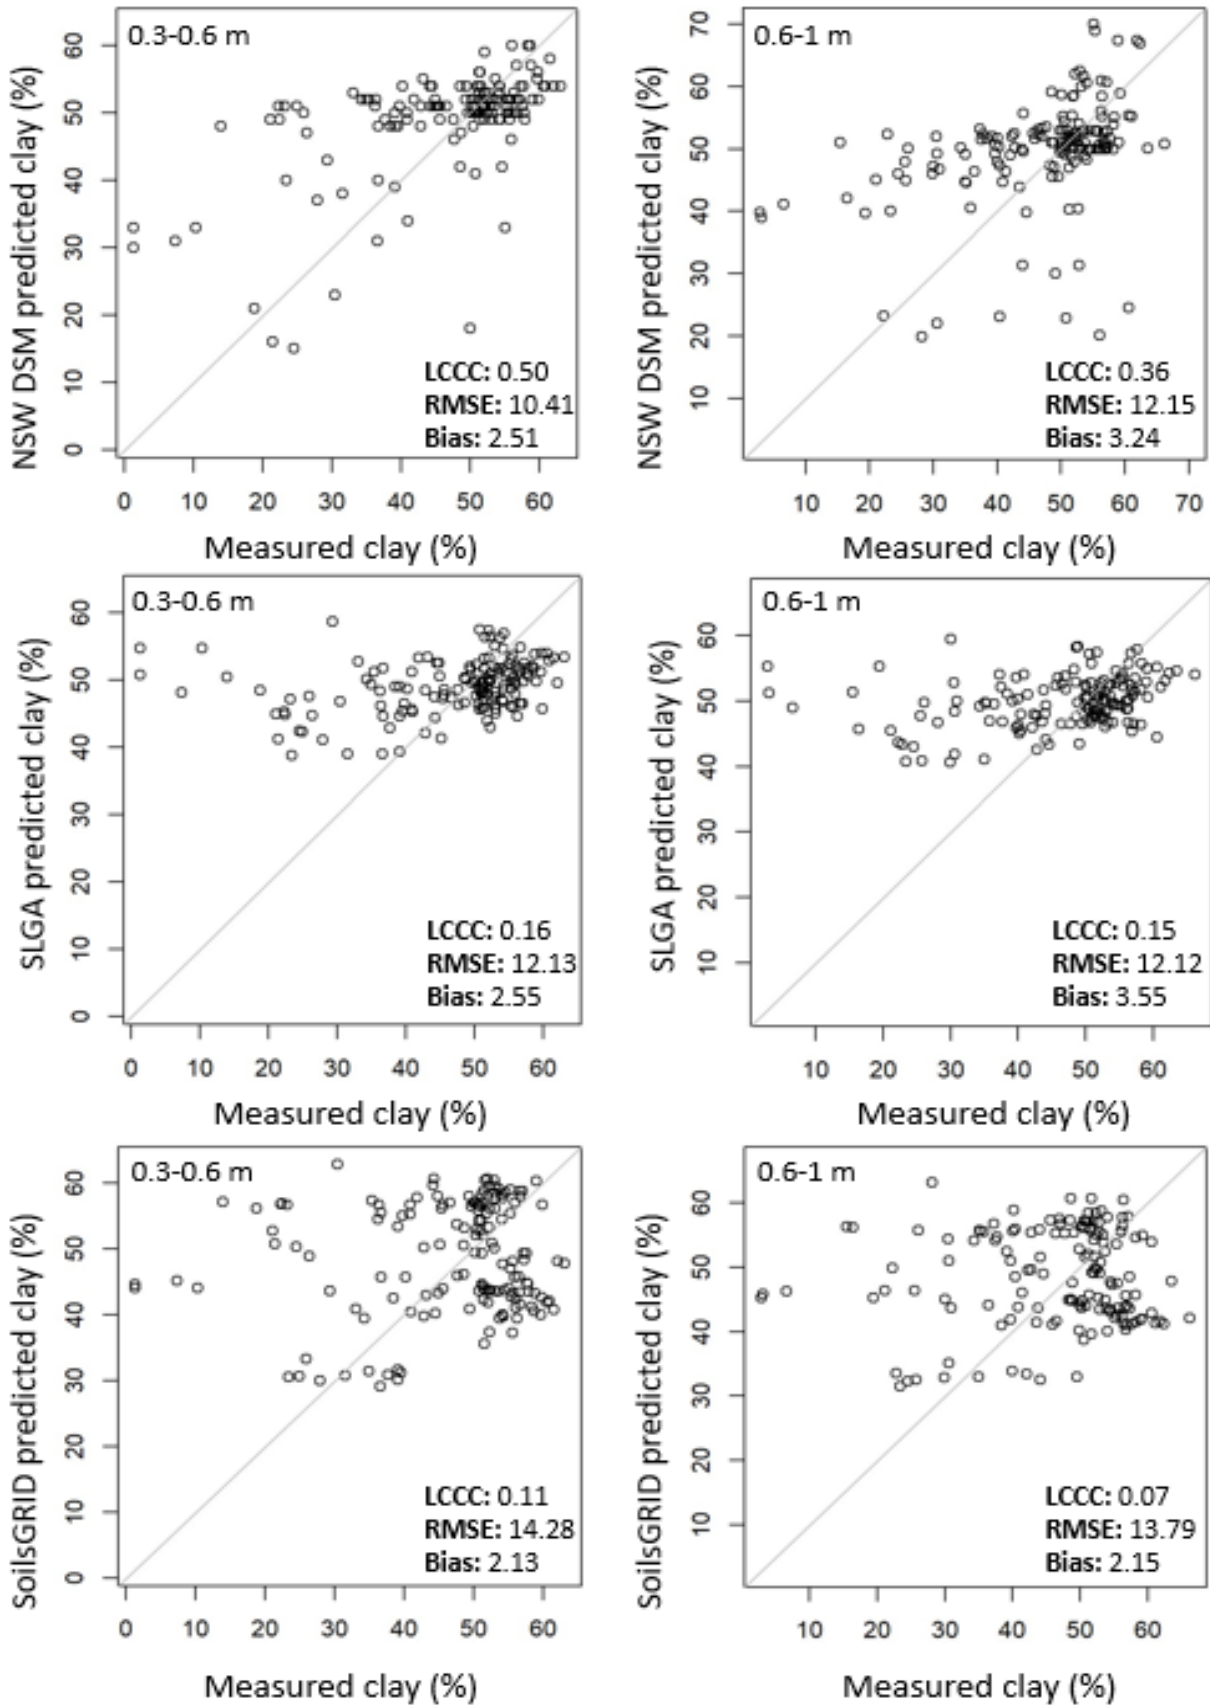 0.3-0.6 m
NSW DSM predicted clay (%)
60
50
40
30
20
10
0
LCCC: 0.50
RMSE: 10.41
Bias: 2.51
0 10 20 30 40 50 60
Measured clay (%)
0.6-1 m
NSW DSM predicted clay (%)
70
60
50
40
30
20
10
LCCC: 0.36
RMSE: 12.15
Bias: 3.24
10 20 30 40 50 60 70
Measured clay (%)
0.3-0.6 m
SLGA predicted clay (%)
60
50
40
30
20
10
0
LCCC: 0.16
RMSE: 12.13
Bias: 2.55
0 10 20 30 40 50 60
Measured clay (%)
0.6-1 m
SLGA predicted clay (%)
60
50
40
30
20
10
LCCC: 0.15
RMSE: 12.12
Bias: 3.55
10 20 30 40 50 60
Measured clay (%)
0.3-0.6 m
SoilsGRID predicted clay (%)
60
50
40
30
20
10
0
LCCC: 0.11
RMSE: 14.28
Bias: 2.13
0 10 20 30 40 50 60
Measured clay (%)
0.6-1 m
SoilsGRID predicted clay (%)
60
50
40
30
20
10
LCCC: 0.07
RMSE: 13.79
Bias: 2.15
10 20 30 40 50 60
Measured clay (%)